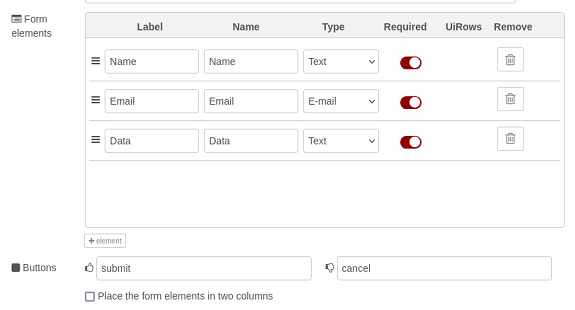 Form elements
Label Name Type Required UiRows Remove
Name Name Text
Email Email E-mail
Data Data Text
+ element
Buttons submit cancel
Place the form elements in two columns